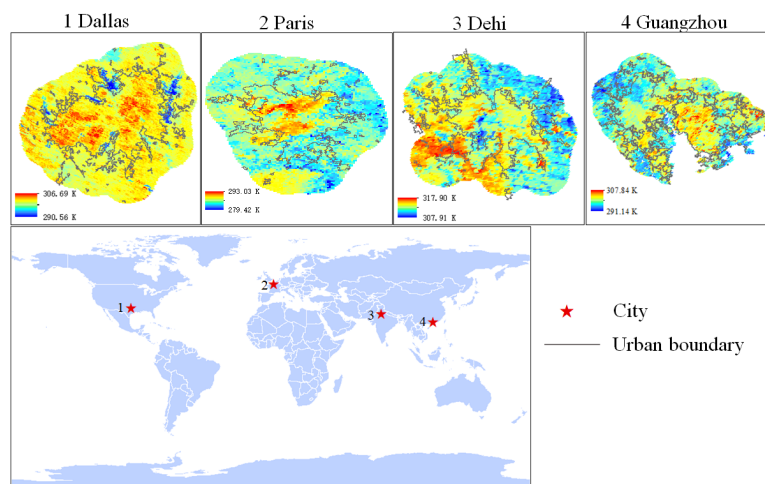 1 Dallas
2 Paris
3 Dehi
4 Guangzhou
306.69 K
290.56 K
293.03 K
279.42 K
317.90 K
307.91 K
307.84 K
291.14 K
1
2
3
4
City
Urban boundary